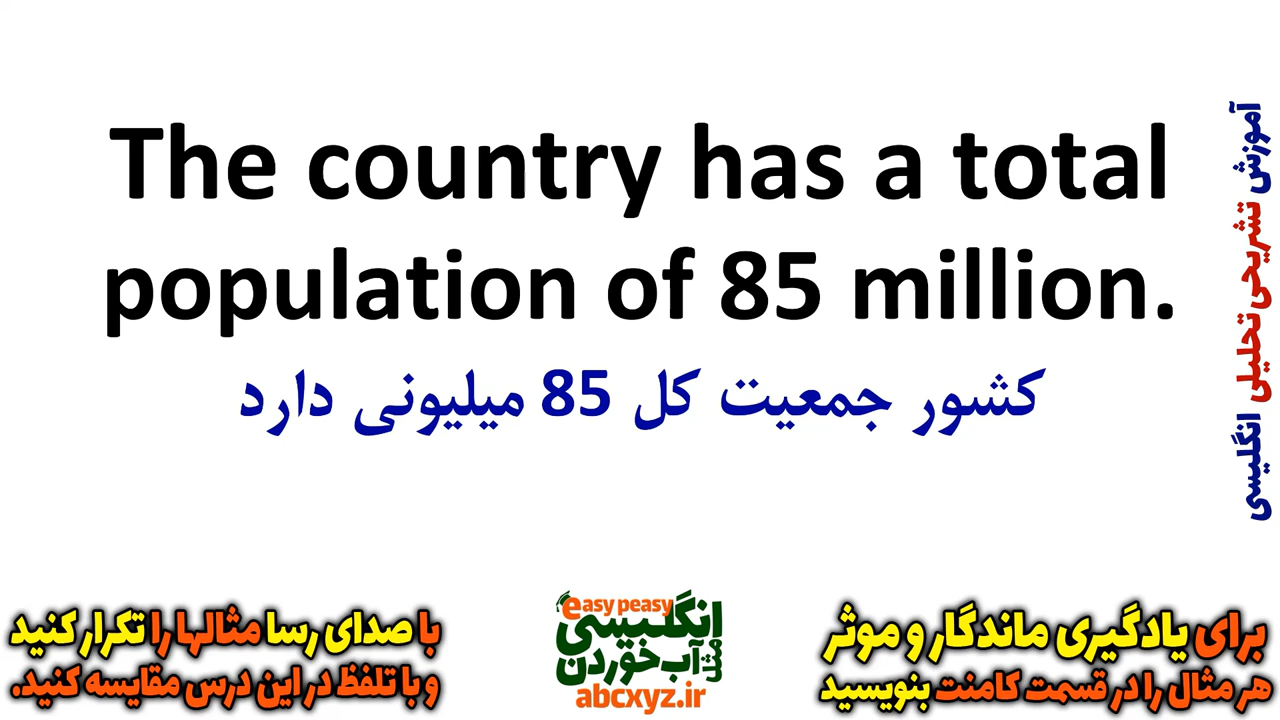 The country has a total
population of 85 million.
کشور جمعیت کل 85 میلیونی دارد
آموزش تشریحی تحلیلی انگلیسی
برای یادگیری ماندگار و موثر
هر مثال را در قسمت کامنت بنویسید
easy peasy
انگلیسی
مثل آب خوردن
abcxyz.ir
با صدای رسا مثالها را تکرار کنید
و با تلفظ در این درس مقایسه کنید.